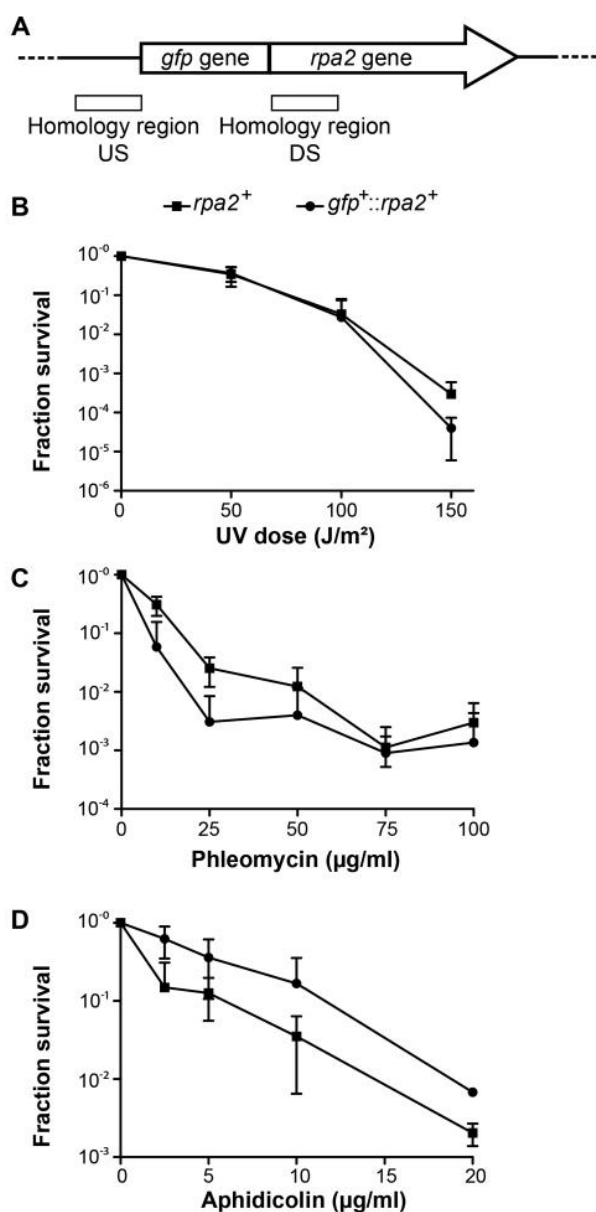 A
gfp gene
rpa2 gene
Homology region
US
Homology region
DS
B
rpa2⁺
gfp⁺::rpa2⁺
Fraction survival
10⁻⁰
10⁻¹
10⁻²
10⁻³
10⁻⁴
10⁻⁵
10⁻⁶
0 50 100 150
UV dose (J/m²)
C
Fraction survival
10⁻⁰
10⁻¹
10⁻²
10⁻³
10⁻⁴
0 25 50 75 100
Phleomycin (µg/ml)
D
Fraction survival
10⁻⁰
10⁻¹
10⁻²
10⁻³
0 5 10 15 20
Aphidicolin (µg/ml)